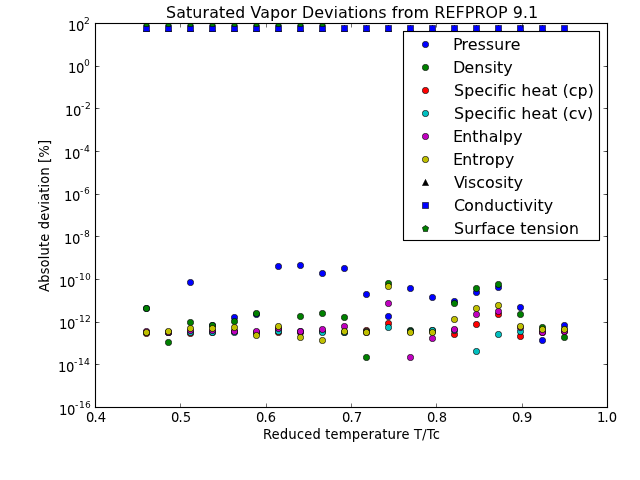 Saturated Vapor Deviations from REFPROP 9.1
10^2
10^0
10^-2
10^-4
10^-6
10^-8
10^-10
10^-12
10^-14
10^-16
Absolute deviation [%]
Pressure
Density
Specific heat (cp)
Specific heat (cv)
Enthalpy
Entropy
Viscosity
Conductivity
Surface tension
0.4 0.5 0.6 0.7 0.8 0.9 1.0
Reduced temperature T/Tc